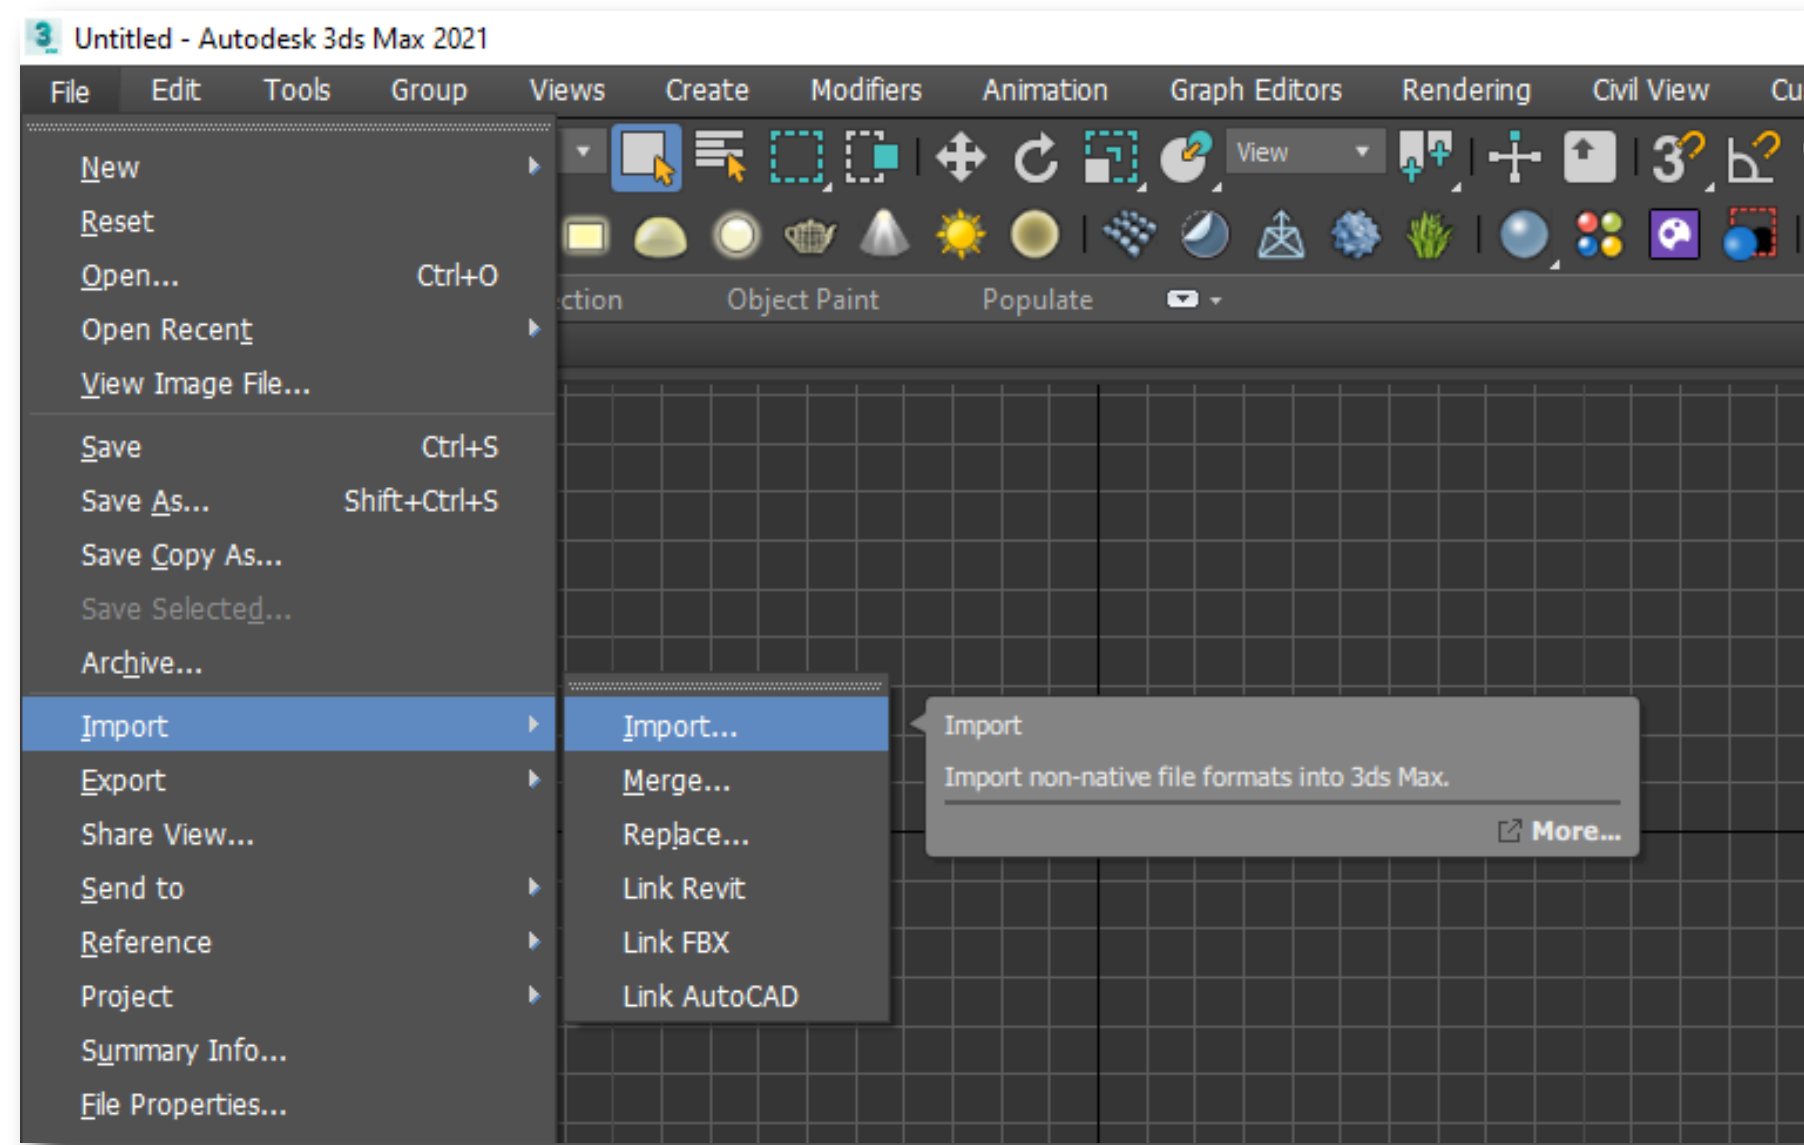 Untitled - Autodesk 3ds Max 2021
File Edit Tools Group Views Create Modifiers Animation Graph Editors Rendering Civil View Cu
View
ction Object Paint Populate
New
Reset
Open... Ctrl+O
Open Recent
View Image File...
Save Ctrl+S
Save As... Shift+Ctrl+S
Save Copy As...
Save Selected...
Archive...
Import
Export
Share View...
Send to
Reference
Project
Summary Info...
File Properties...
Import...
Merge...
Replace...
Link Revit
Link FBX
Link AutoCAD
Import
Import non-native file formats into 3ds Max.
More...